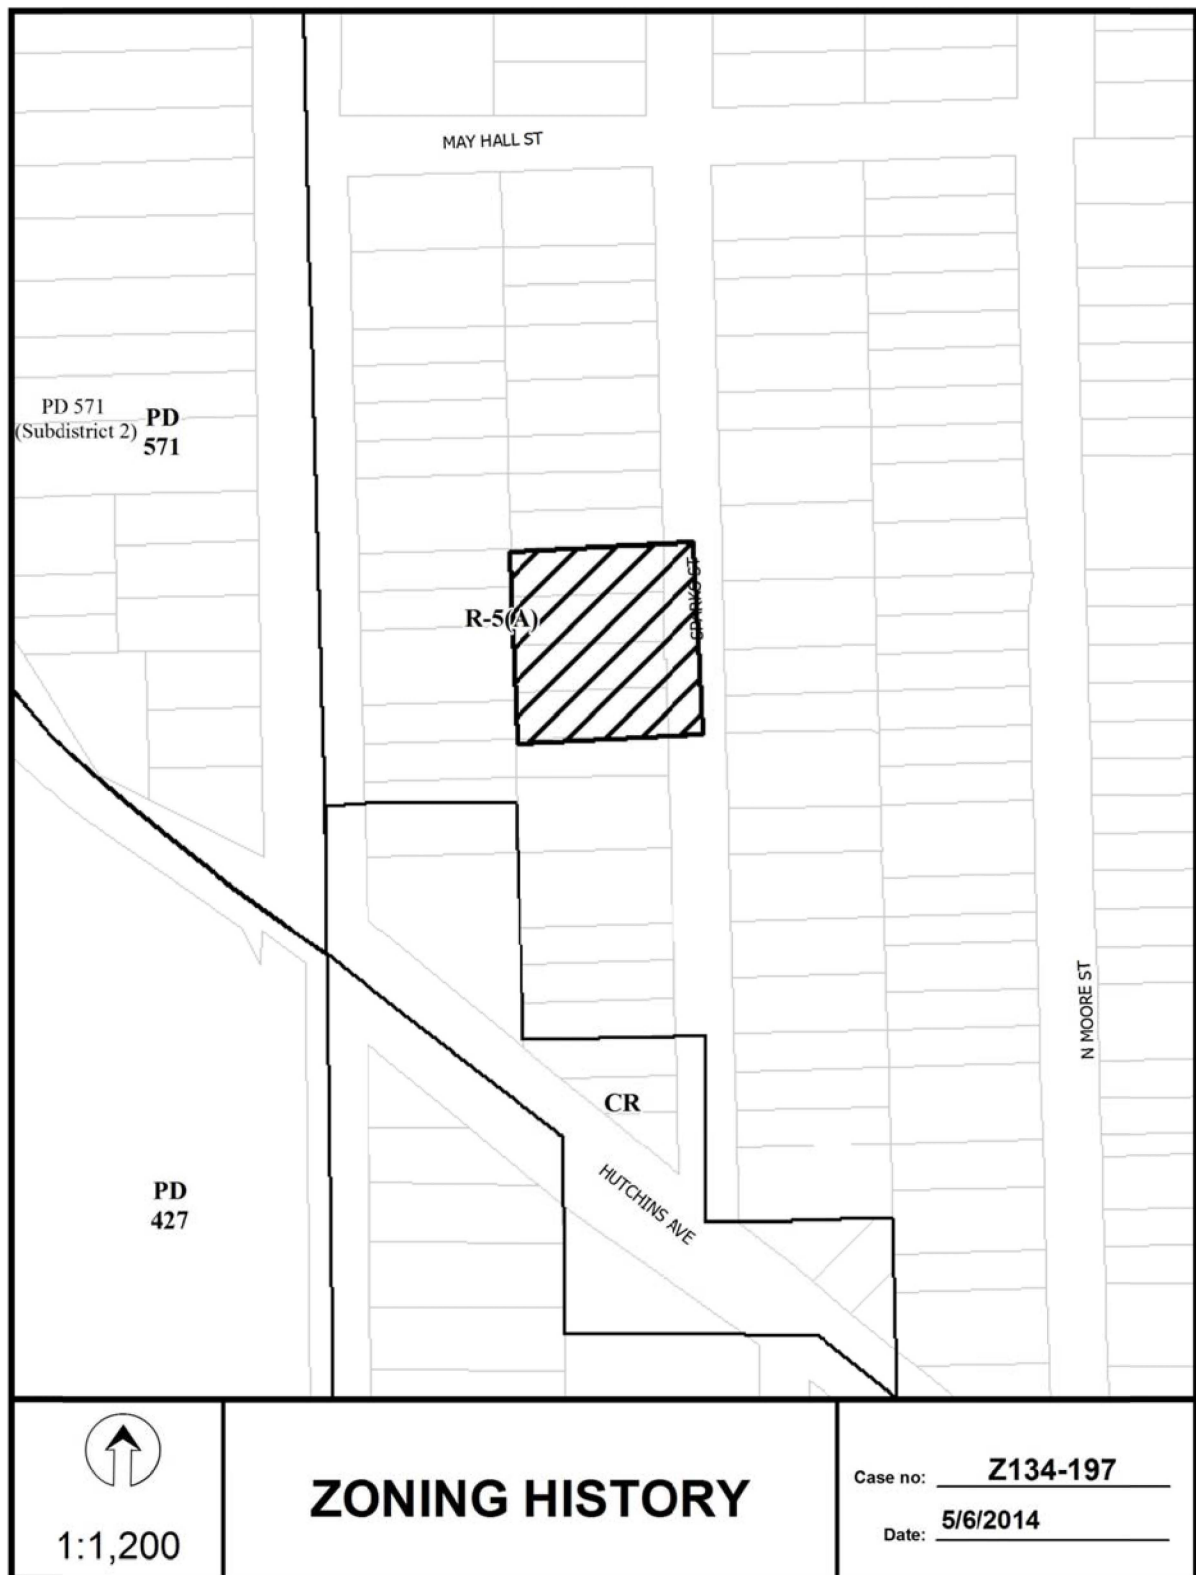 MAY HALL ST
PD 571
(Subdistrict 2)
PD
571
R-5(A)
SPARKS ST
N MOORE ST
CR
HUTCHINS AVE
PD
427
1:1,200
ZONING HISTORY
Case no: Z134-197
Date: 5/6/2014